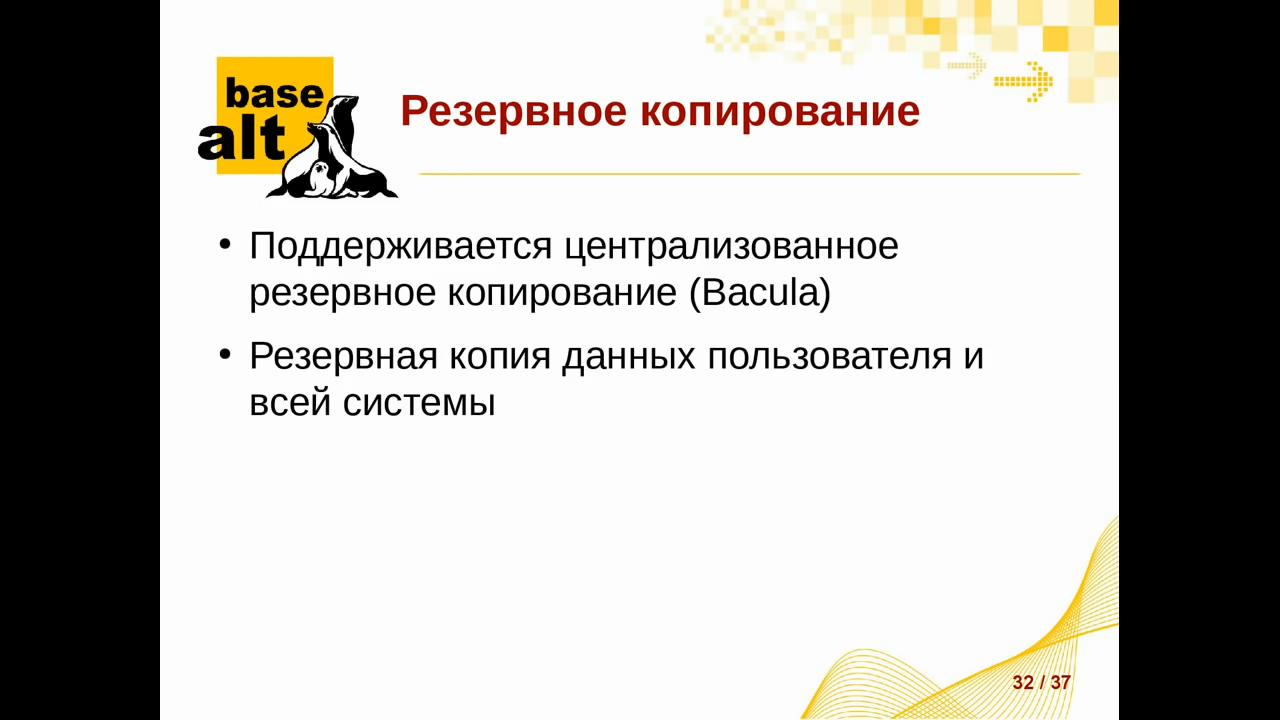 base
alt
Резервное копирование
• Поддерживается централизованное
резервное копирование (Bacula)
• Резервная копия данных пользователя и
всей системы
32 / 37